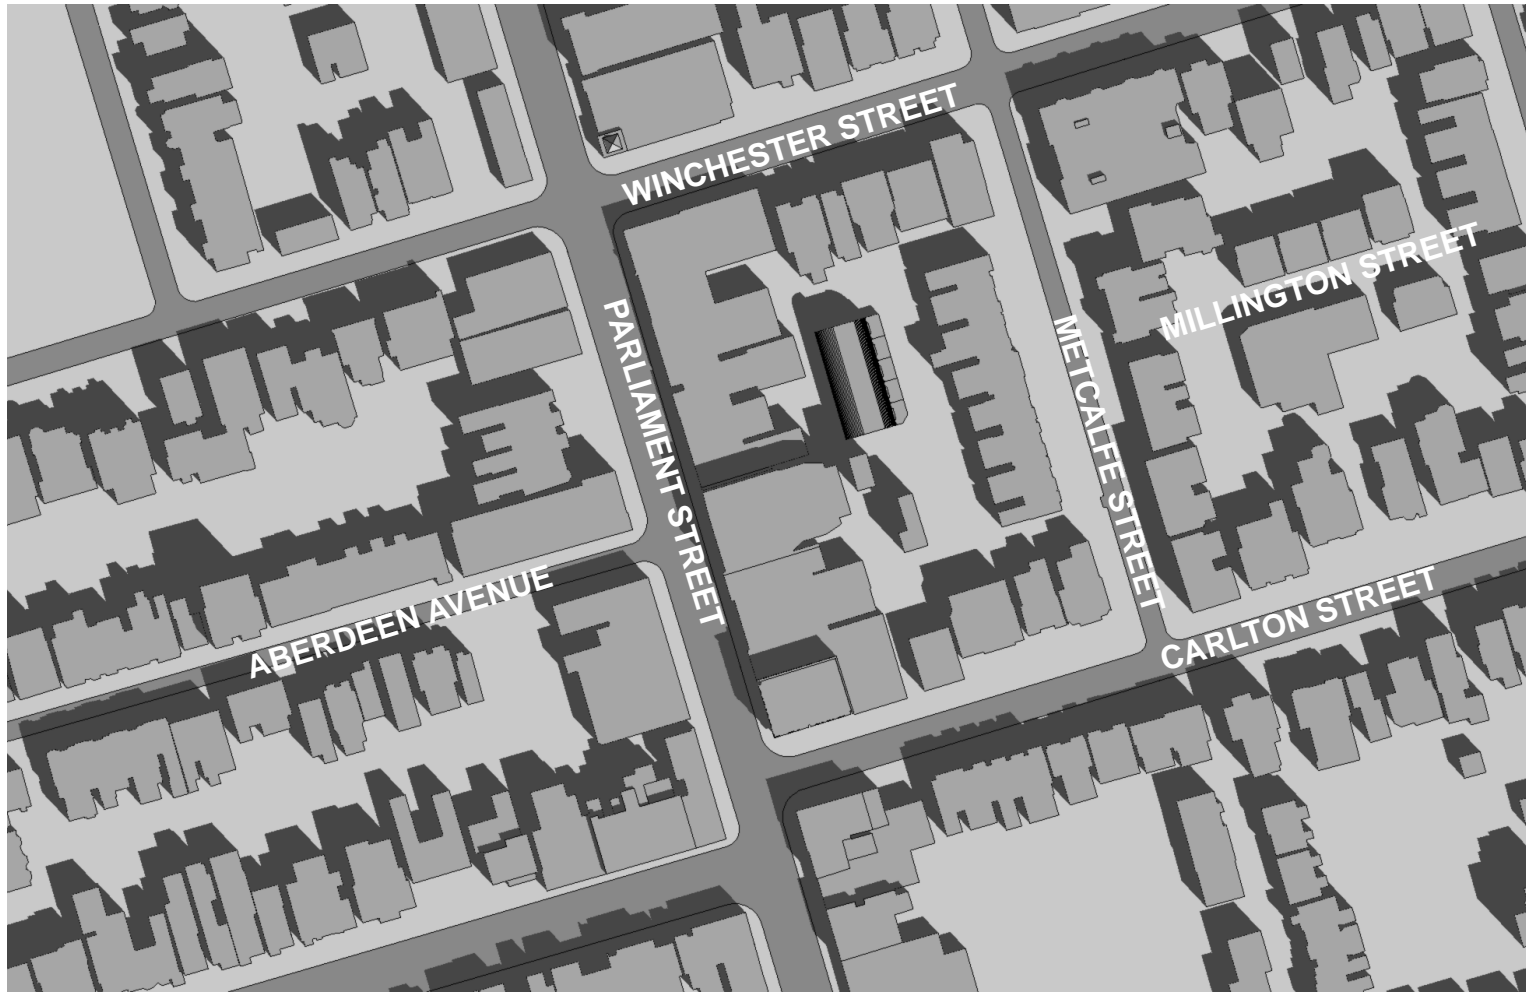 WINCHESTER STREET
MILLINGTON STREET
PARLIAMENT STREET
METCALFE STREET
ABERDEEN AVENUE
CARLTON STREET